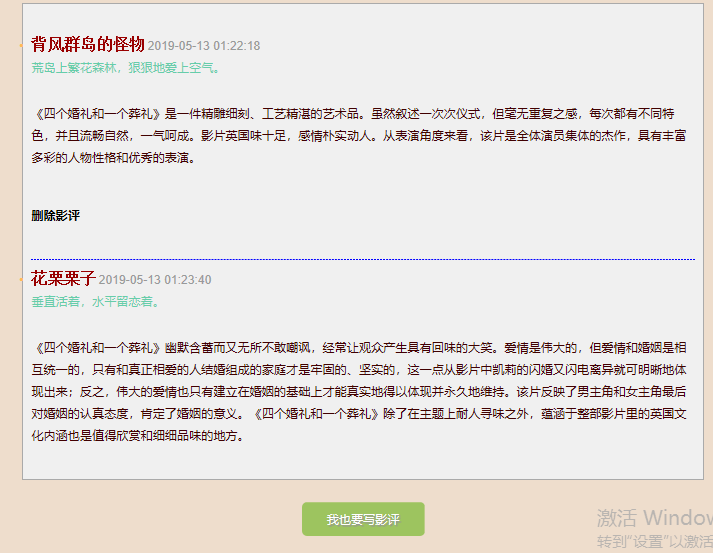 背风群岛的怪物 2019-05-13 01:22:18
荒岛上繁花森林，狠狠地爱上空气。
《四个婚礼和一个葬礼》是一件精雕细刻、工艺精湛的艺术品。虽然叙述一次次仪式，但毫无重复之感，每次都有不同特
色，并且流畅自然，一气呵成。影片英国味十足，感情朴实动人。从表演角度来看，该片是全体演员集体的杰作，具有丰富
多彩的人物性格和优秀的表演。
删除影评
花栗栗子 2019-05-13 01:23:40
垂直活着，水平留恋着。
《四个婚礼和一个葬礼》幽默含蓄而又无所不敢嘲讽，经常让观众产生具有回味的大笑。爱情是伟大的，但爱情和婚姻是相
互统一的，只有和真正相爱的人结婚组成的家庭才是牢固的、坚实的，这一点从影片中凯莉的闪婚又闪电离异就可明晰地体
现出来；反之，伟大的爱情也只有建立在婚姻的基础上才能真实地得以体现并永久地维持。该片反映了男主角和女主角最后
对婚姻的认真态度，肯定了婚姻的意义。《四个婚礼和一个葬礼》除了在主题上耐人寻味之外，蕴涵于整部影片里的英国文
化内涵也是值得欣赏和细细品味的地方。
我也要写影评
激活 Window
转到"设置"以激活